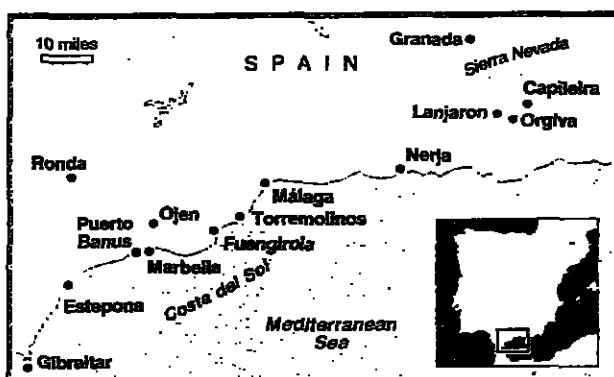 10 miles
SPAIN
Granada
Sierra Nevada
Capileira
Lanjaron
Orgiva
Ronda
Nerja
Málaga
Ojen
Torremolinos
Puerto
Banus
Fuengirola
Marbella
Costa del Sol
Estepona
Mediterranean
Sea
Gibraltar